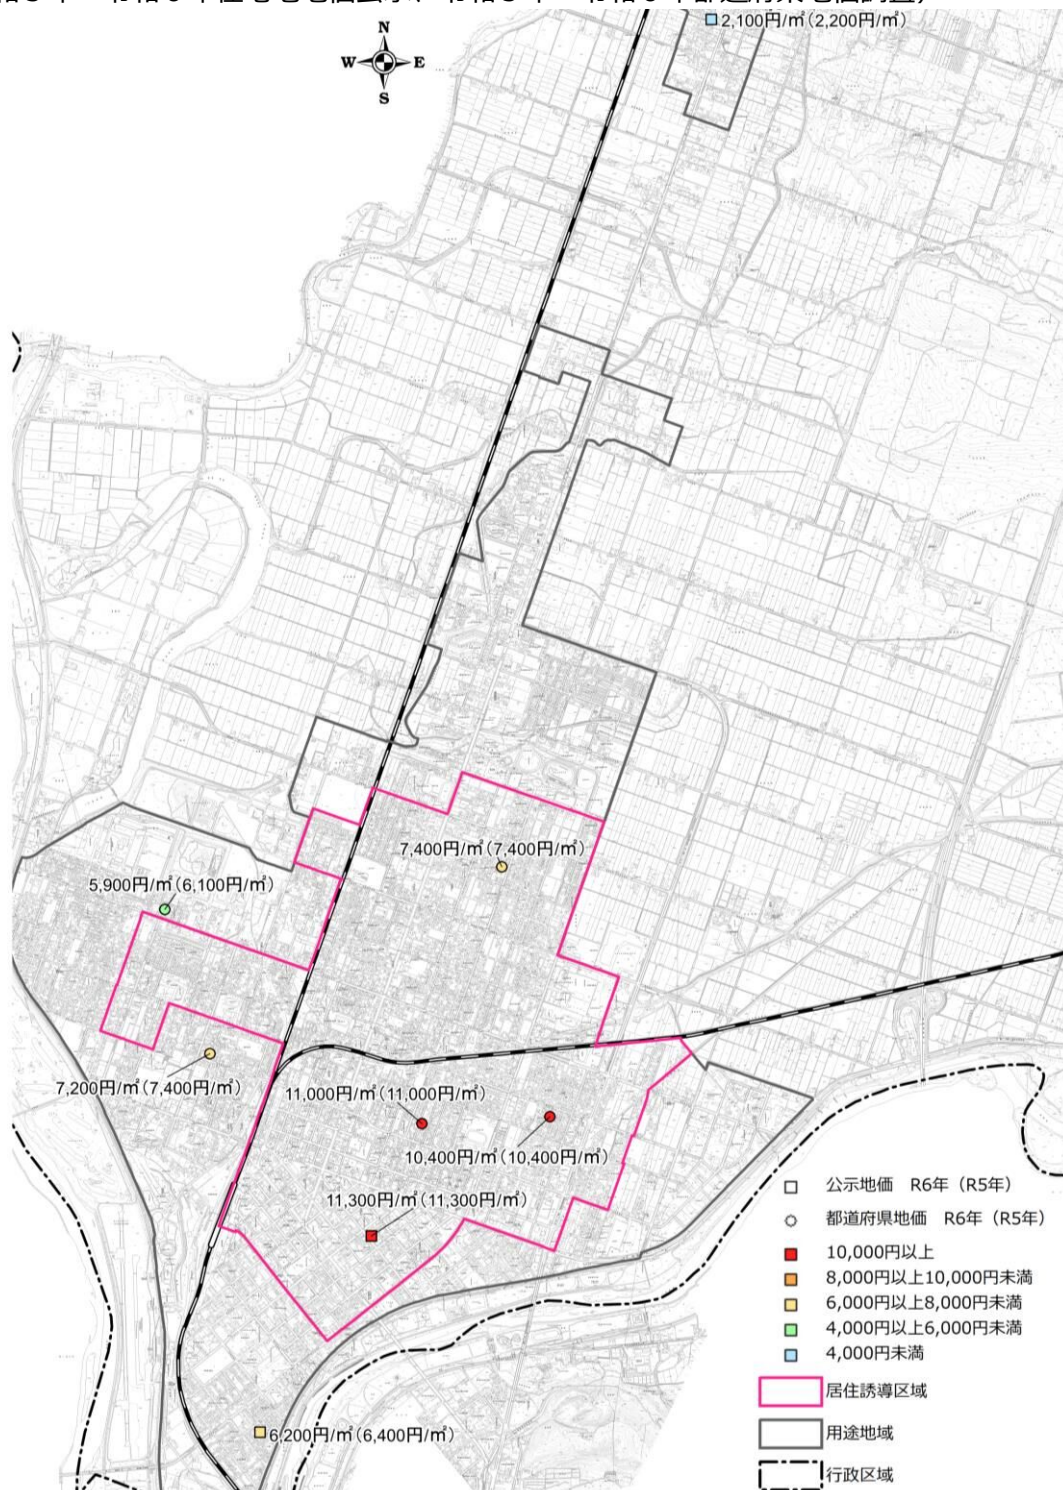 2,100円/㎡(2,200円/㎡)
N
W E
S
7,400円/㎡(7,400円/㎡)
5,900円/㎡(6,100円/㎡)
7,200円/㎡(7,400円/㎡)
11,000円/㎡(11,000円/㎡)
10,400円/㎡(10,400円/㎡)
11,300円/㎡(11,300円/㎡)
6,200円/㎡(6,400円/㎡)
公示地価 R6年（R5年）
都道府県地価 R6年（R5年）
10,000円以上
8,000円以上10,000円未満
6,000円以上8,000円未満
4,000円以上6,000円未満
4,000円未満
居住誘導区域
用途地域
行政区域